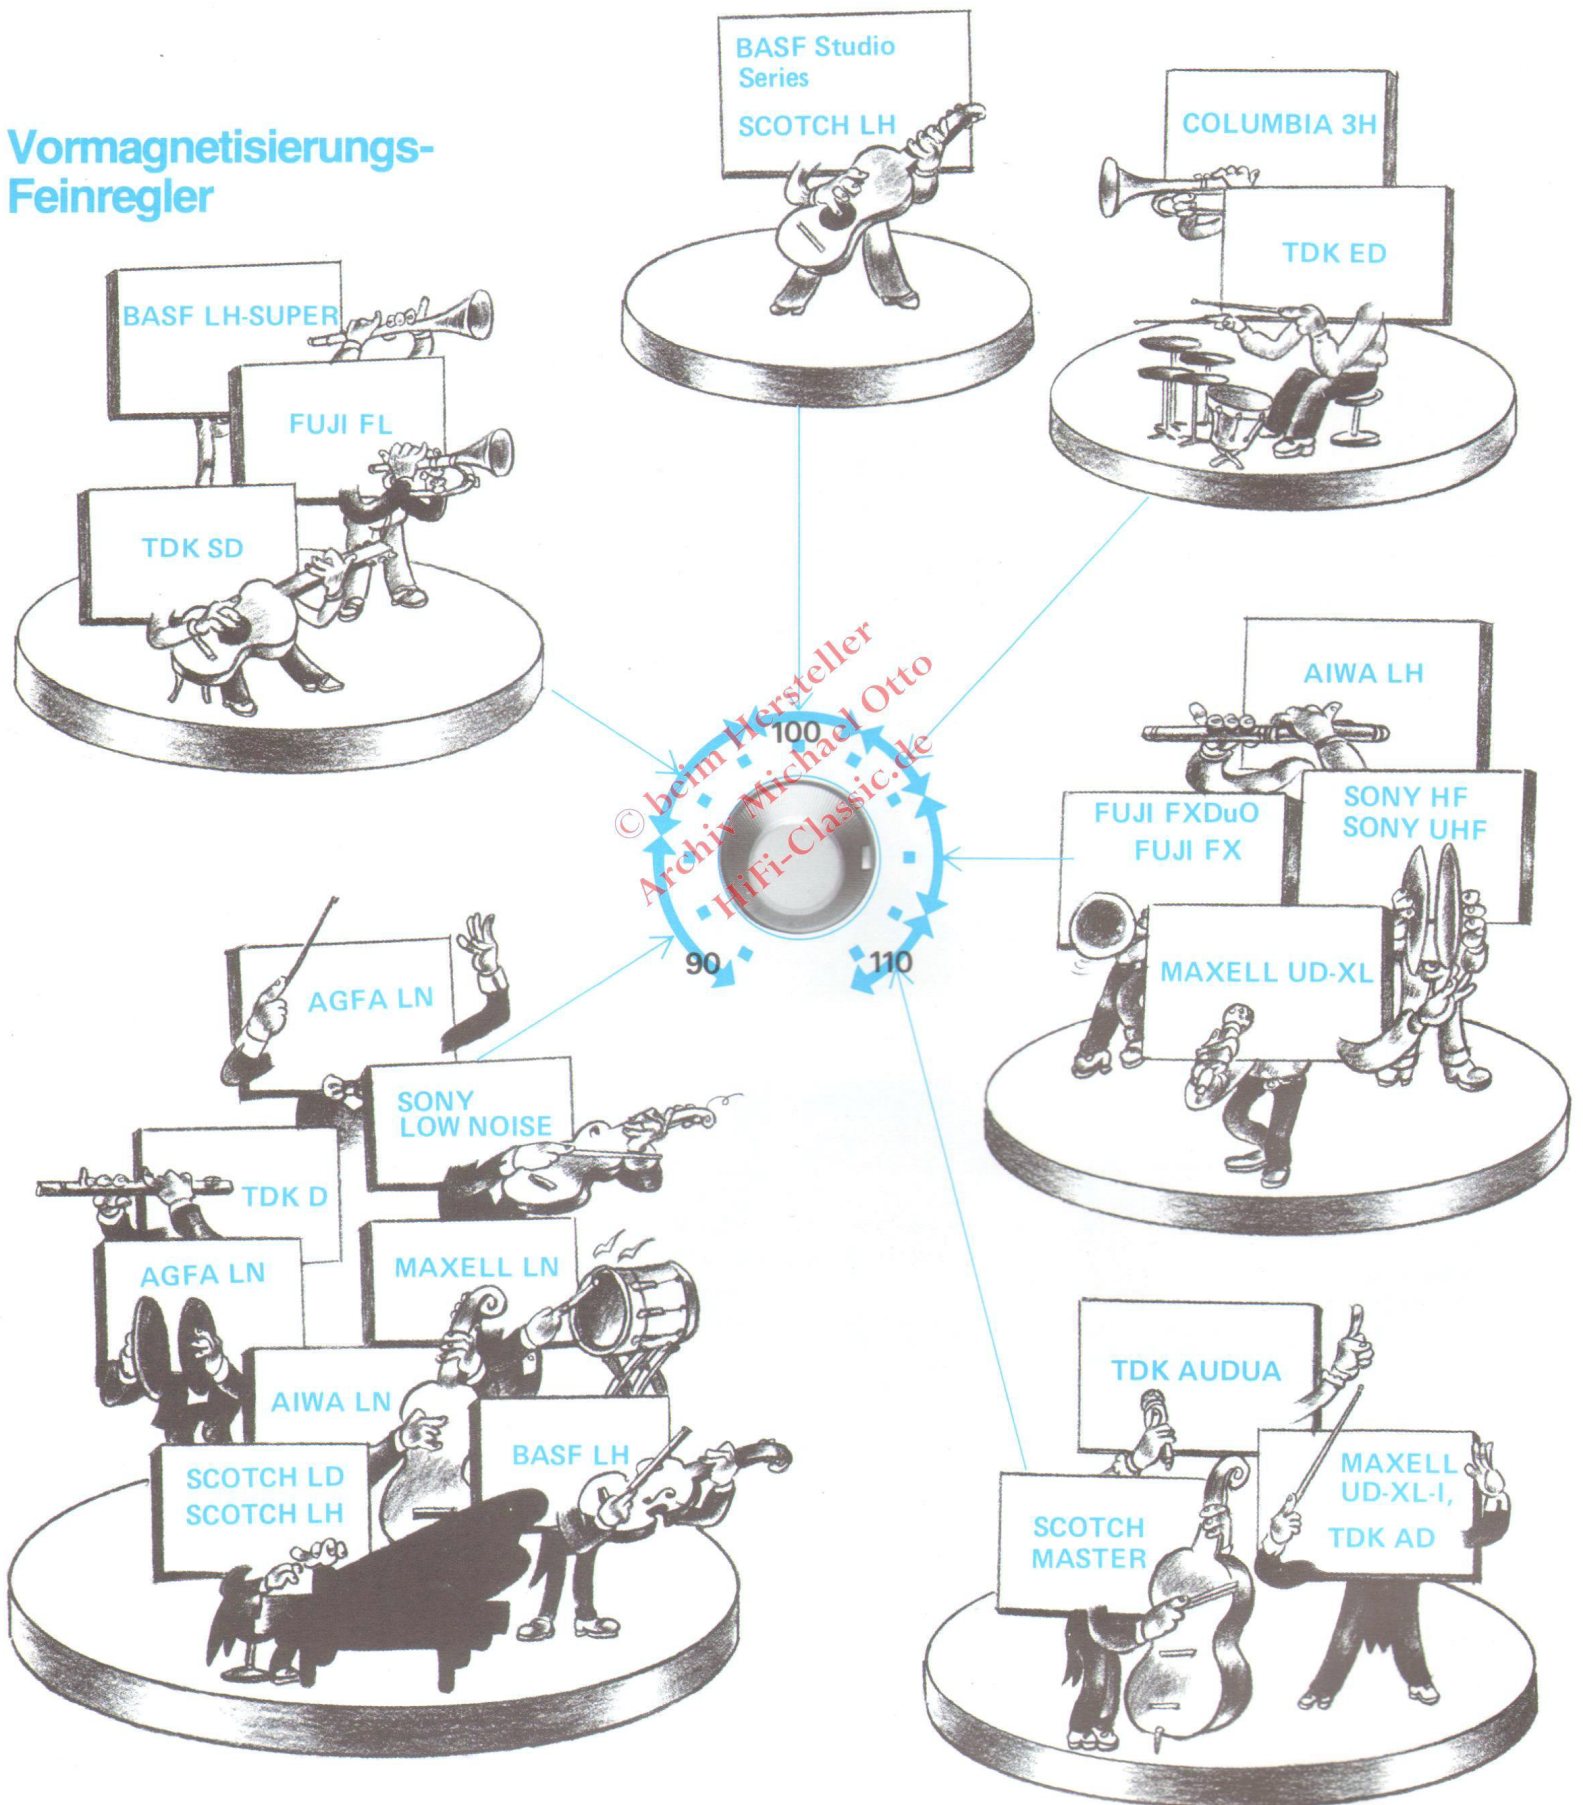 Vormagnetisierungs-
Feinregler
BASF Studio
Series
SCOTCH LH
COLUMBIA 3H
TDK ED
BASF LH-SUPER
FUJI FL
TDK SD
AIWA LH
FUJI FXDuO
FUJI FX
SONY HF
SONY UHF
MAXELL UD-XL
100
90
110
© beim Hersteller
Archiv Michael Otto
HiFi-Classic.de
AGFA LN
SONY
LOW NOISE
TDK D
AGFA LN
MAXELL LN
AIWA LN
BASF LH
SCOTCH LD
SCOTCH LH
TDK AUDUA
MAXELL
UD-XL-I,
TDK AD
SCOTCH
MASTER